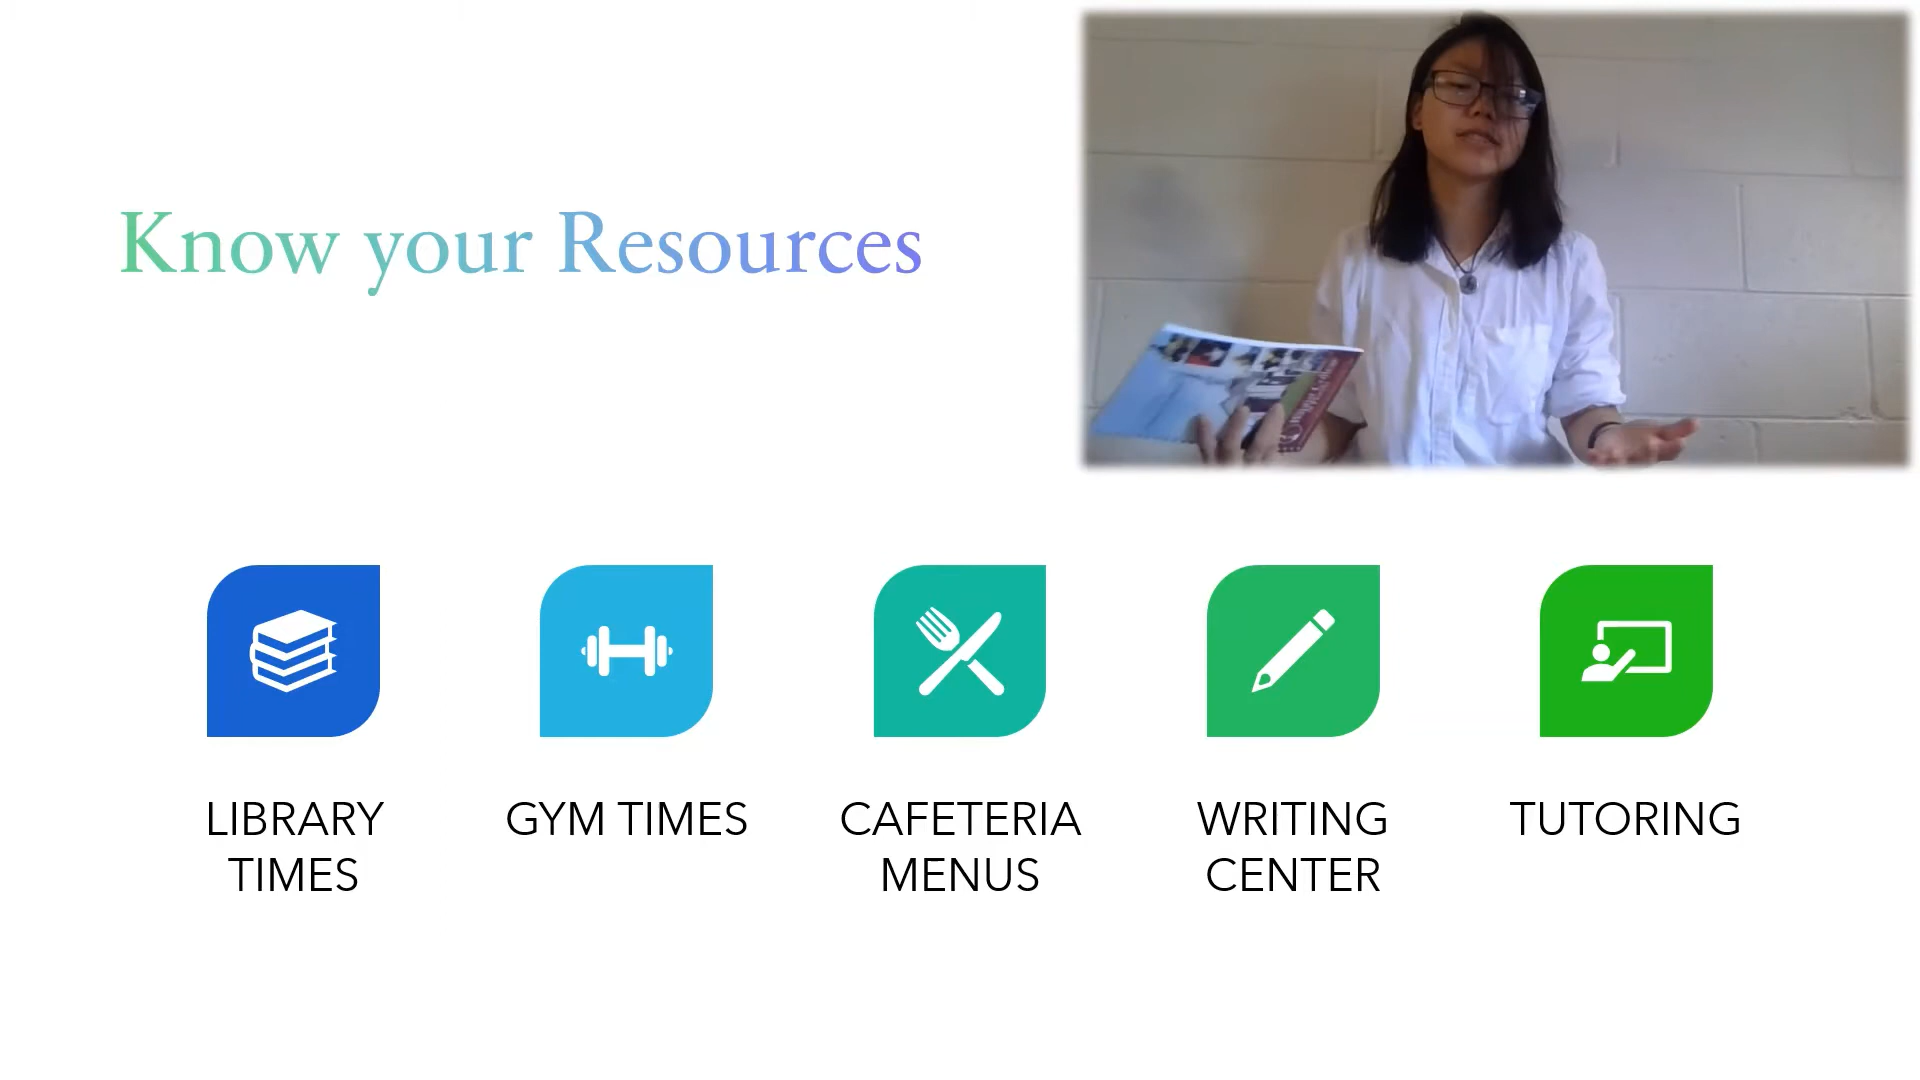 Know your Resources
LIBRARY
TIMES
GYM TIMES
CAFETERIA
MENUS
WRITING
CENTER
TUTORING